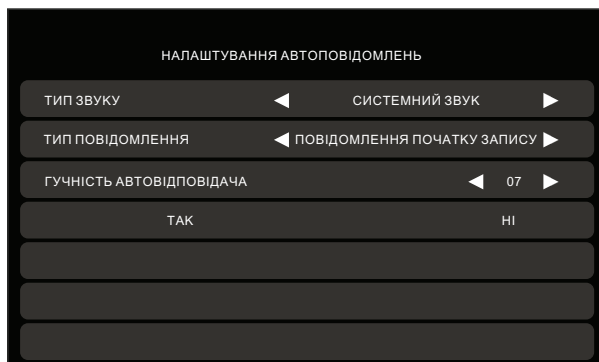 НАЛАШТУВАННЯ АВТОПОВІДОМЛЕНЬ
ТИП ЗВУКУ СИСТЕМНИЙ ЗВУК
ТИП ПОВІДОМЛЕННЯ ПОВІДОМЛЕННЯ ПОЧАТКУ ЗАПИСУ
ГУЧНІСТЬ АВТОВІДПОВІДАЧА 07
ТАК НІ